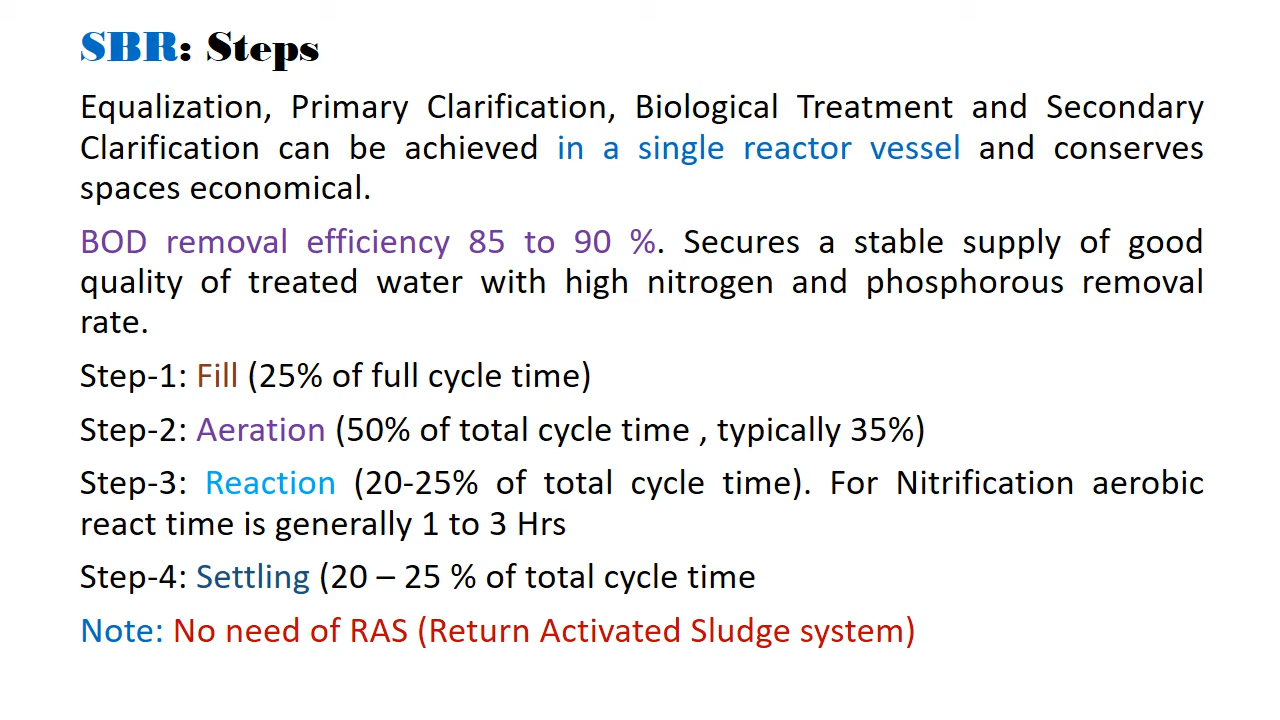 SBR: Steps
Equalization, Primary Clarification, Biological Treatment and Secondary
Clarification can be achieved in a single reactor vessel and conserves
spaces economical.
BOD removal efficiency 85 to 90 %. Secures a stable supply of good
quality of treated water with high nitrogen and phosphorous removal
rate.
Step-1: Fill (25% of full cycle time)
Step-2: Aeration (50% of total cycle time , typically 35%)
Step-3: Reaction (20-25% of total cycle time). For Nitrification aerobic
react time is generally 1 to 3 Hrs
Step-4: Settling (20 – 25 % of total cycle time
Note: No need of RAS (Return Activated Sludge system)